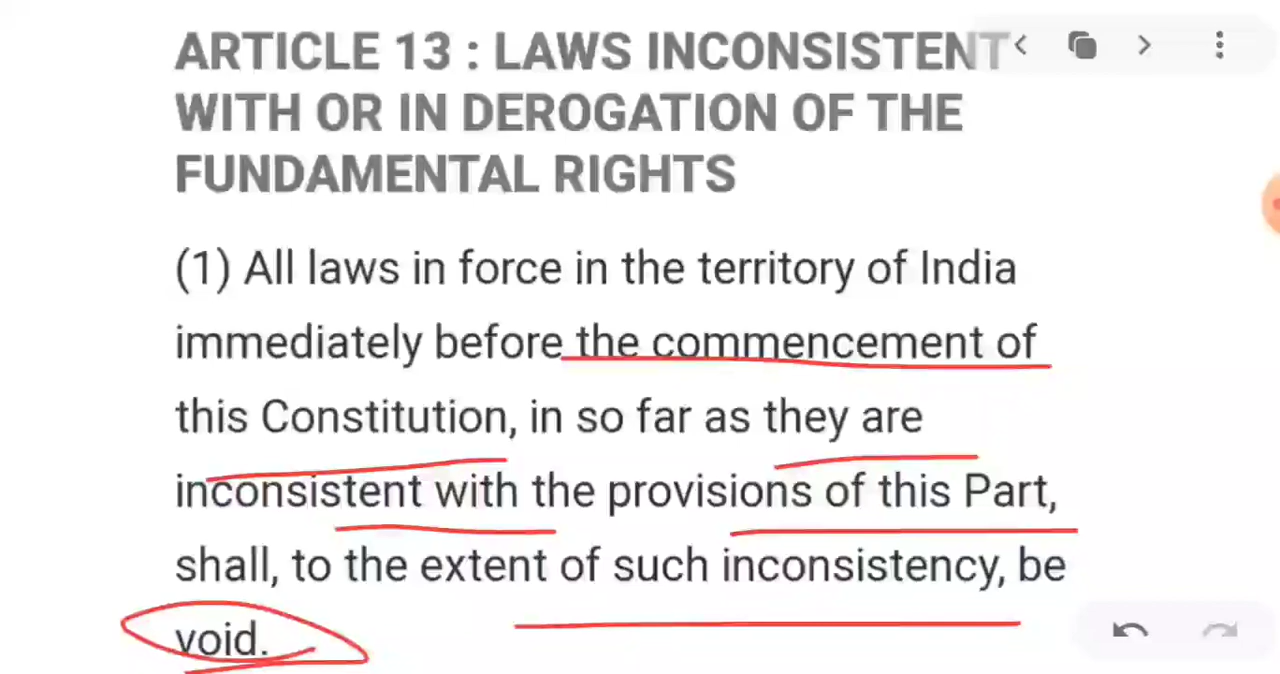 ARTICLE 13 : LAWS INCONSISTENT
WITH OR IN DEROGATION OF THE
FUNDAMENTAL RIGHTS
(1) All laws in force in the territory of India
immediately before the commencement of
this Constitution, in so far as they are
inconsistent with the provisions of this Part,
shall, to the extent of such inconsistency, be
void.